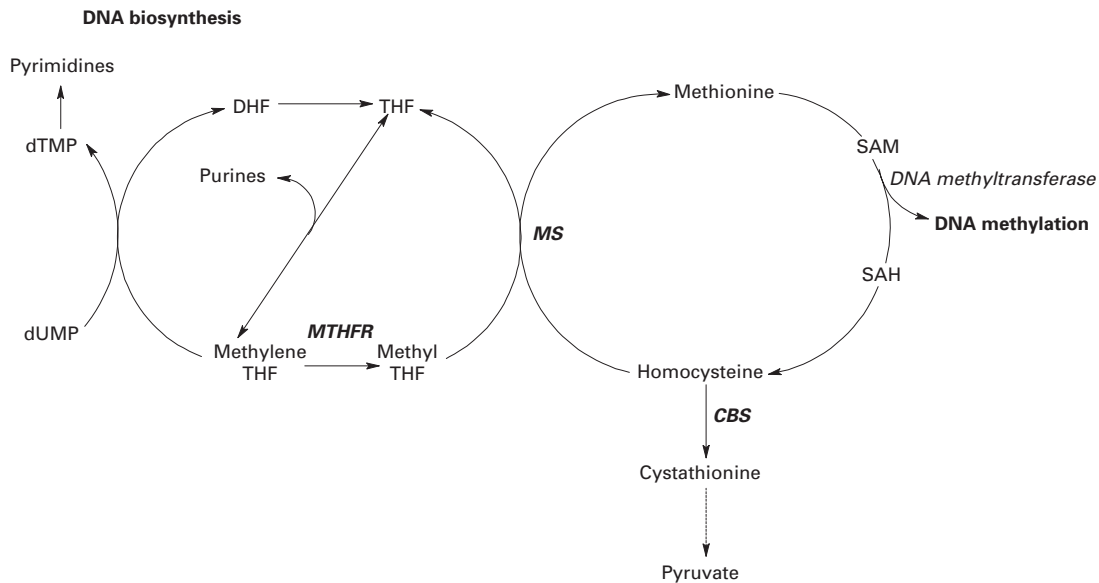 DNA biosynthesis
Pyrimidines
DHF
THF
Methionine
dTMP
SAM
Purines
DNA methyltransferase
DNA methylation
MS
SAH
dUMP
MTHFR
Methylene
THF
Methyl
THF
Homocysteine
CBS
Cystathionine
Pyruvate